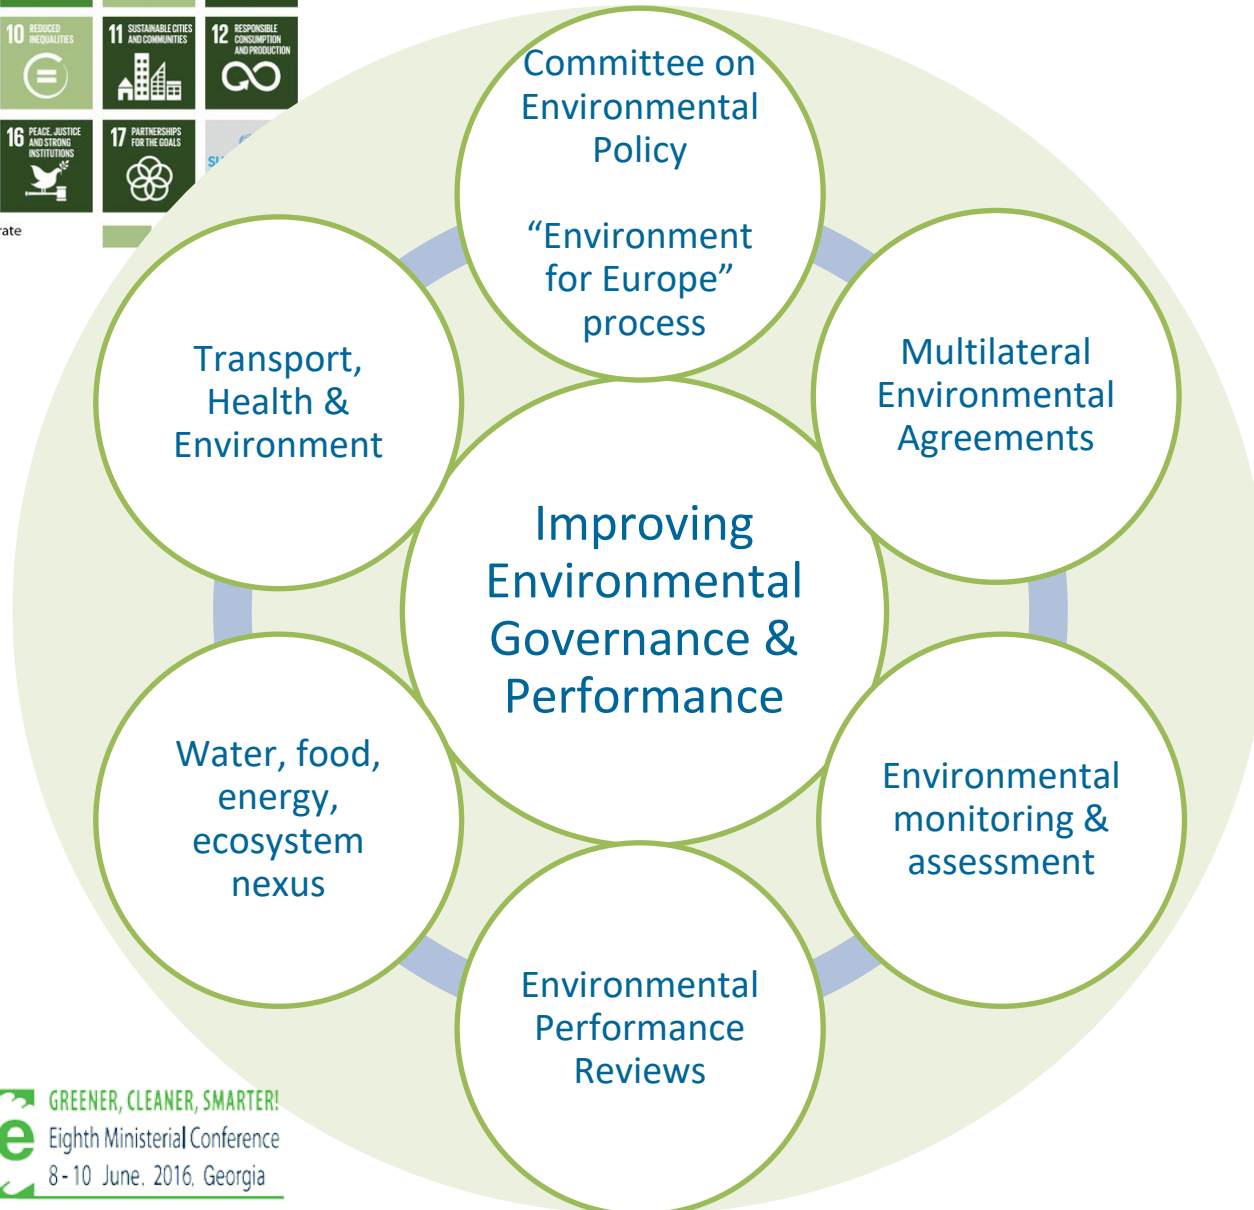 10 REDUCED
INEQUALITIES
11 SUSTAINABLE CITIES
AND COMMUNITIES
12 RESPONSIBLE
CONSUMPTION
AND PRODUCTION
16 PEACE, JUSTICE
AND STRONG
INSTITUTIONS
17 PARTNERSHIPS
FOR THE GOALS
Committee on
Environmental
Policy
“Environment
for Europe”
process
Transport,
Health &
Environment
Multilateral
Environmental
Agreements
Improving
Environmental
Governance &
Performance
Water, food,
energy,
ecosystem
nexus
Environmental
monitoring &
assessment
Environmental
Performance
Reviews
GREENER, CLEANER, SMARTER!
Eighth Ministerial Conference
8-10 June. 2016, Georgia